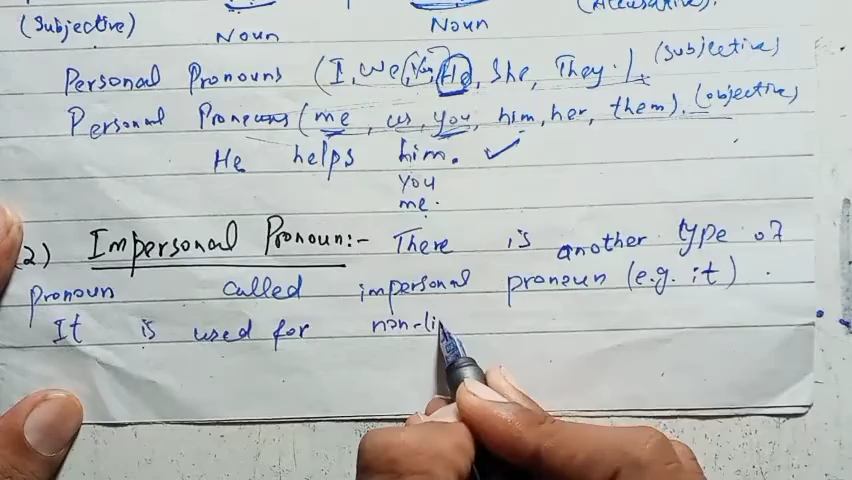 (Subjective) Noun Noun (Accusative).
Personal Pronouns (I, We, You, He, She, They.) (Subjective)
Personal Pronouns (me, us, you, him, her, them). (objective)
He helps him. ✓
you
me.
(2) Impersonal Pronoun:- There is another type of
pronoun called impersonal pronoun (e.g. it).
It is used for non-li